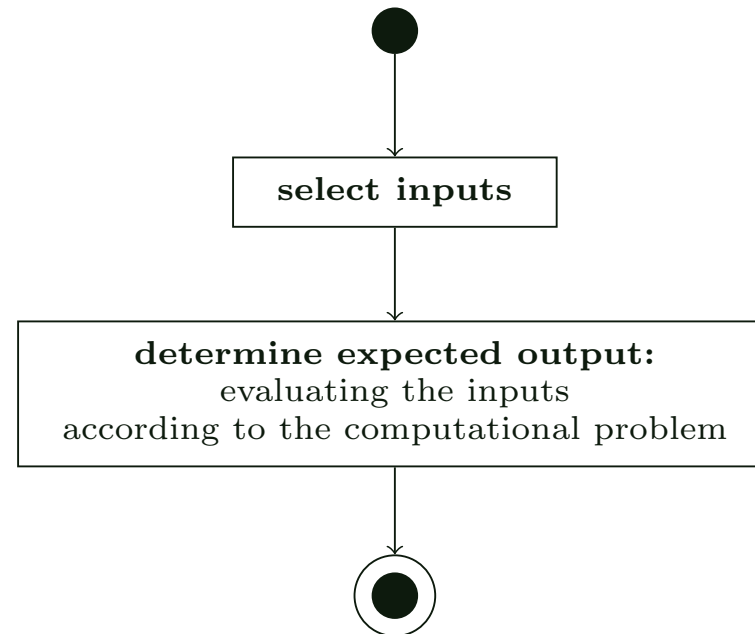 select inputs
determine expected output:
evaluating the inputs
according to the computational problem